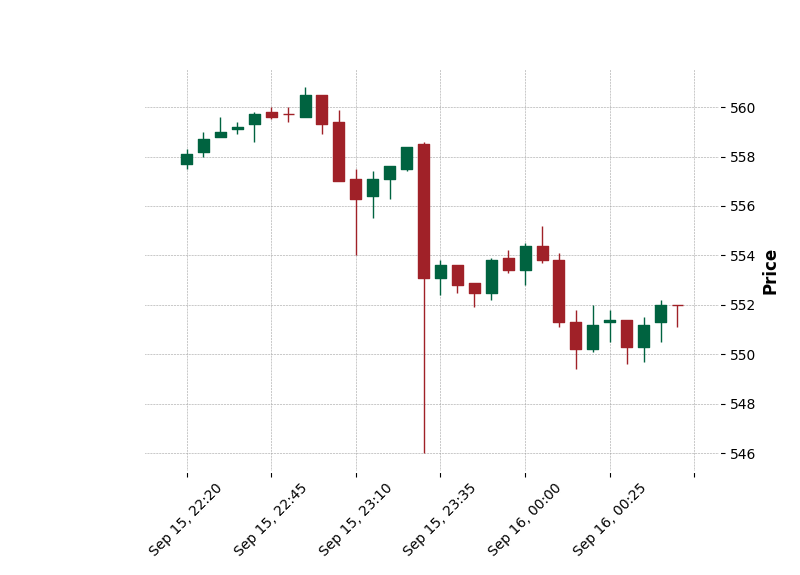 560
558
556
554
552
550
548
546
Price
Sep 15, 22:20
Sep 15, 22:45
Sep 15, 23:10
Sep 15, 23:35
Sep 16, 00:00
Sep 16, 00:25